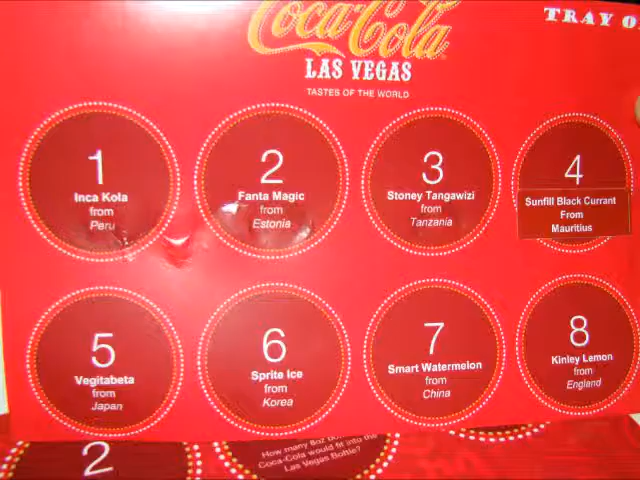 Coca-Cola
TRAY O
LAS VEGAS
TASTES OF THE WORLD
1
Inca Kola
from
Peru
2
Fanta Magic
from
Estonia
3
Stoney Tangawizi
from
Tanzania
4
Sunfill Black Currant
From
Mauritius
5
Vegitabeta
from
Japan
6
Sprite Ice
from
Korea
7
Smart Watermelon
from
China
8
Kinley Lemon
from
England
2
How many 8oz
Coca-Cola would fit into the
Las Vegas Bottle?